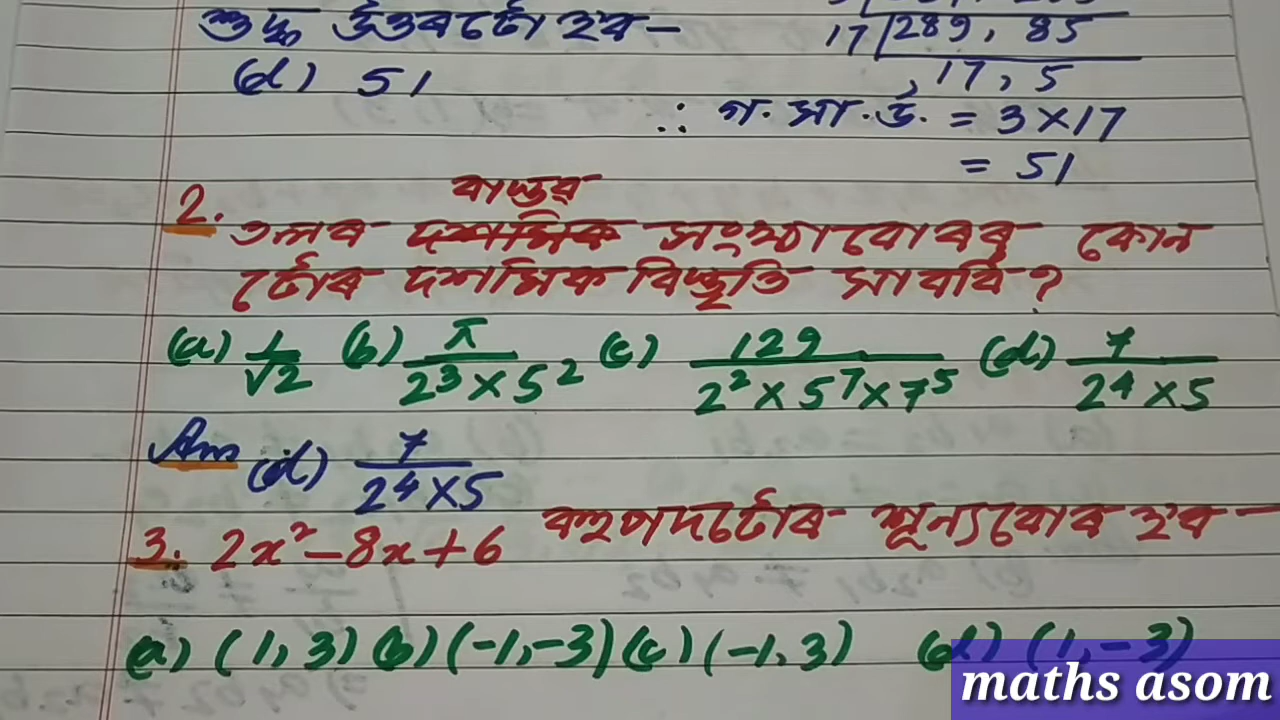 শুদ্ধ উত্তৰটো হ'ব —
(d) 51
17 289, 85
, 17, 5
∴ গ. সা. উ. = 3 × 17
= 51
বাস্তৱ
2. তলৰ দশমিক সংখ্যাবোৰৰ কোন
টোৰ দশমিক বিস্তৃতি সাবধি ?
(a) 1/√2 (b) π/2³×5² (c) 129/2²×5⁷×7⁵ (d) 7/2⁴×5
Ans (d) 7/2⁴×5
3. 2x² – 8x + 6 বহুপদটোৰ শূন্যবোৰ হ'ব —
(a) (1, 3) (b) (-1, -3) (c) (-1, 3) (d) (1, -3)
maths asom